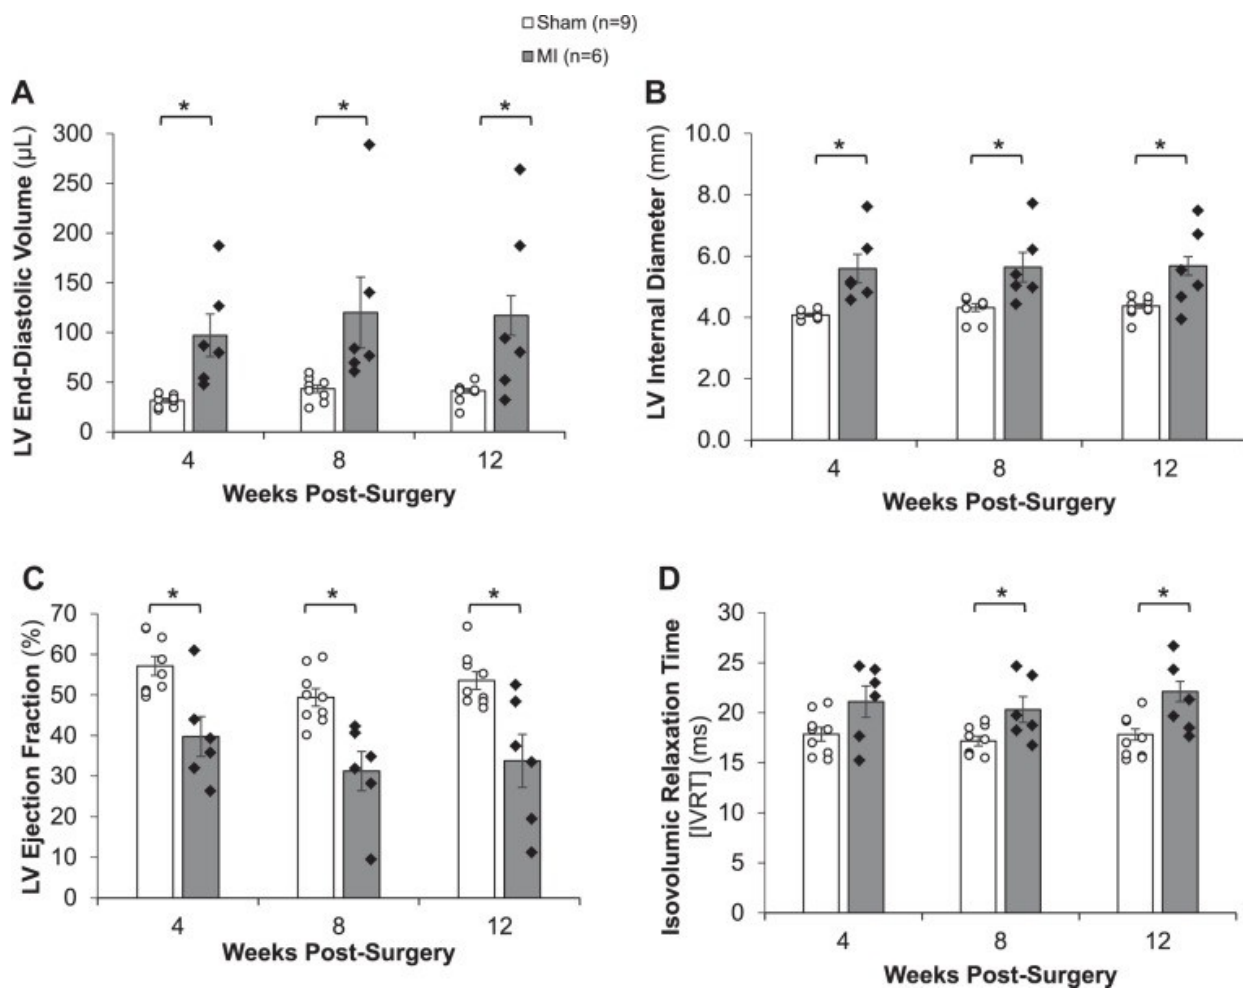 Sham (n=9)
MI (n=6)
A
* * *
LV End-Diastolic Volume (µL)
300
250
200
150
100
50
0
4 8 12
Weeks Post-Surgery
B
* * *
LV Internal Diameter (mm)
10.0
8.0
6.0
4.0
2.0
0.0
4 8 12
Weeks Post-Surgery
C
* * *
LV Ejection Fraction (%)
70
60
50
40
30
20
10
0
4 8 12
Weeks Post-Surgery
D
* *
Isovolumic Relaxation Time
[IVRT] (ms)
30
25
20
15
10
5
0
4 8 12
Weeks Post-Surgery